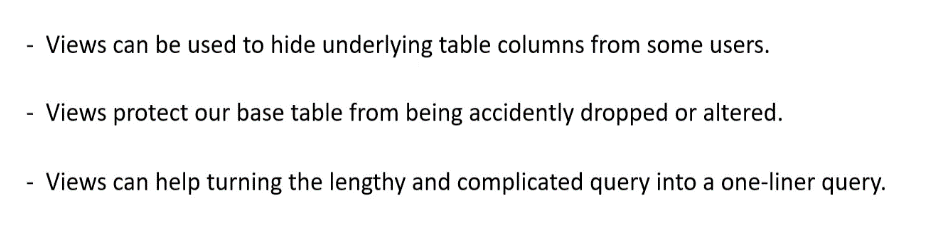 - Views can be used to hide underlying table columns from some users.
- Views protect our base table from being accidently dropped or altered.
- Views can help turning the lengthy and complicated query into a one-liner query.